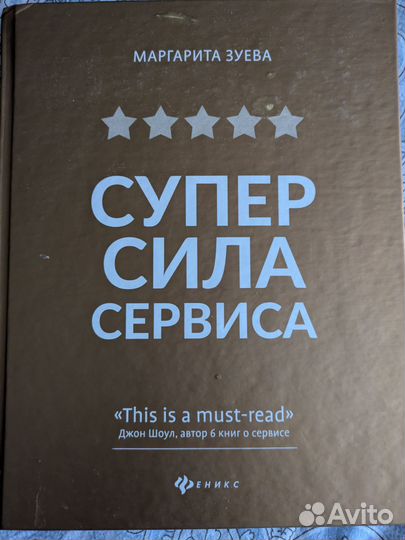 МАРГАРИТА ЗУЕВА
СУПЕР
СИЛА
СЕРВИСА
«This is a must-read»
Джон Шоул, автор 6 книг о сервисе
ФЕНИКС
Avito